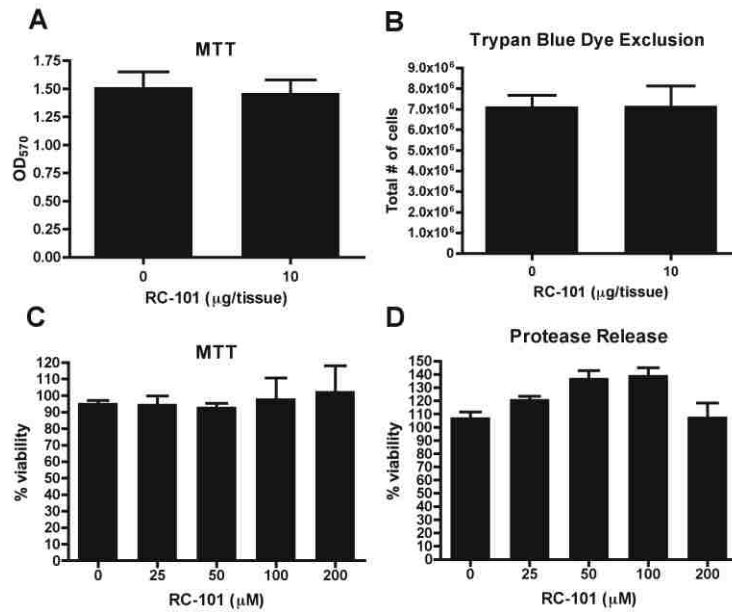 A
MTT
1.75
1.50
1.25
1.00
0.75
0.50
0.25
0.00
OD570
0 10
RC-101 (μg/tissue)
B
Trypan Blue Dye Exclusion
9.0x10⁶
8.0x10⁶
7.0x10⁶
6.0x10⁶
5.0x10⁶
4.0x10⁶
3.0x10⁶
2.0x10⁶
1.0x10⁶
0
Total # of cells
0 10
RC-101 (μg/tissue)
C
MTT
120
110
100
90
80
70
60
50
40
30
20
10
0
% viability
0 25 50 100 200
RC-101 (μM)
D
Protease Release
150
140
130
120
110
100
90
80
70
60
50
40
30
20
10
0
% viability
0 25 50 100 200
RC-101 (μM)